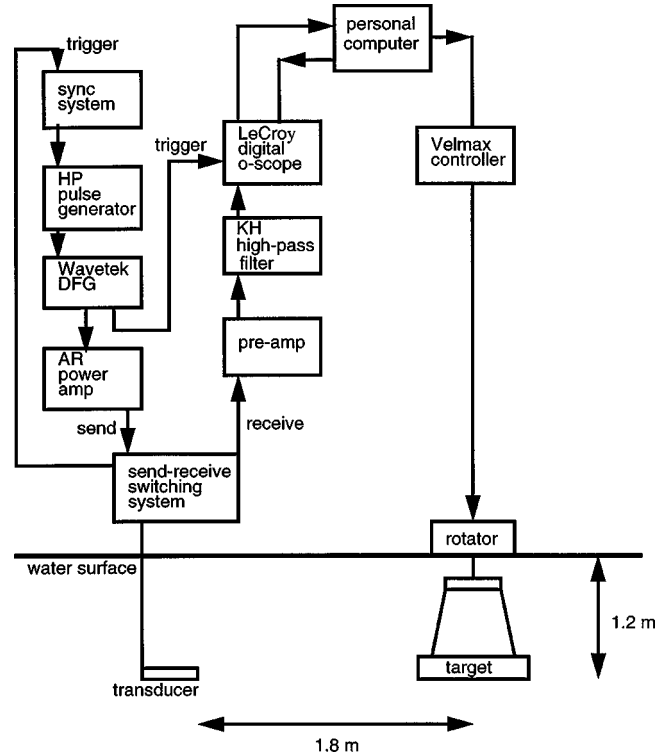 trigger
sync
system
HP
pulse
generator
Wavetek
DFG
AR
power
amp
send
send-receive
switching
system
trigger
LeCroy
digital
o-scope
KH
high-pass
filter
pre-amp
receive
personal
computer
Velmax
controller
rotator
water surface
transducer
target
1.2 m
1.8 m